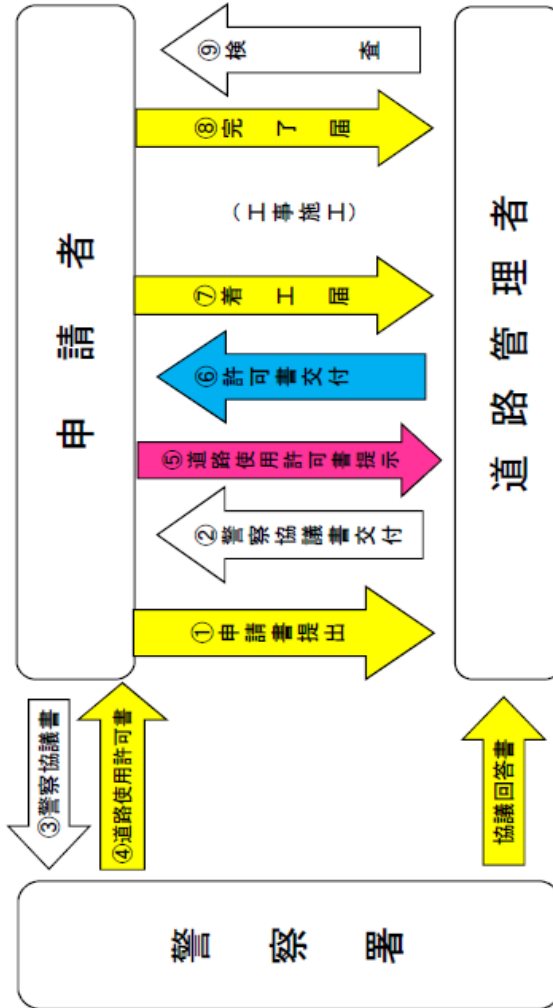 申請者
警察署
道路管理者
①申請書提出
②警察協議書交付
③警察協議書
④道路使用許可書
協議回答書
⑤道路使用許可書提示
⑥許可書交付
⑦着工届
（工事施工）
⑧完了届
⑨検査